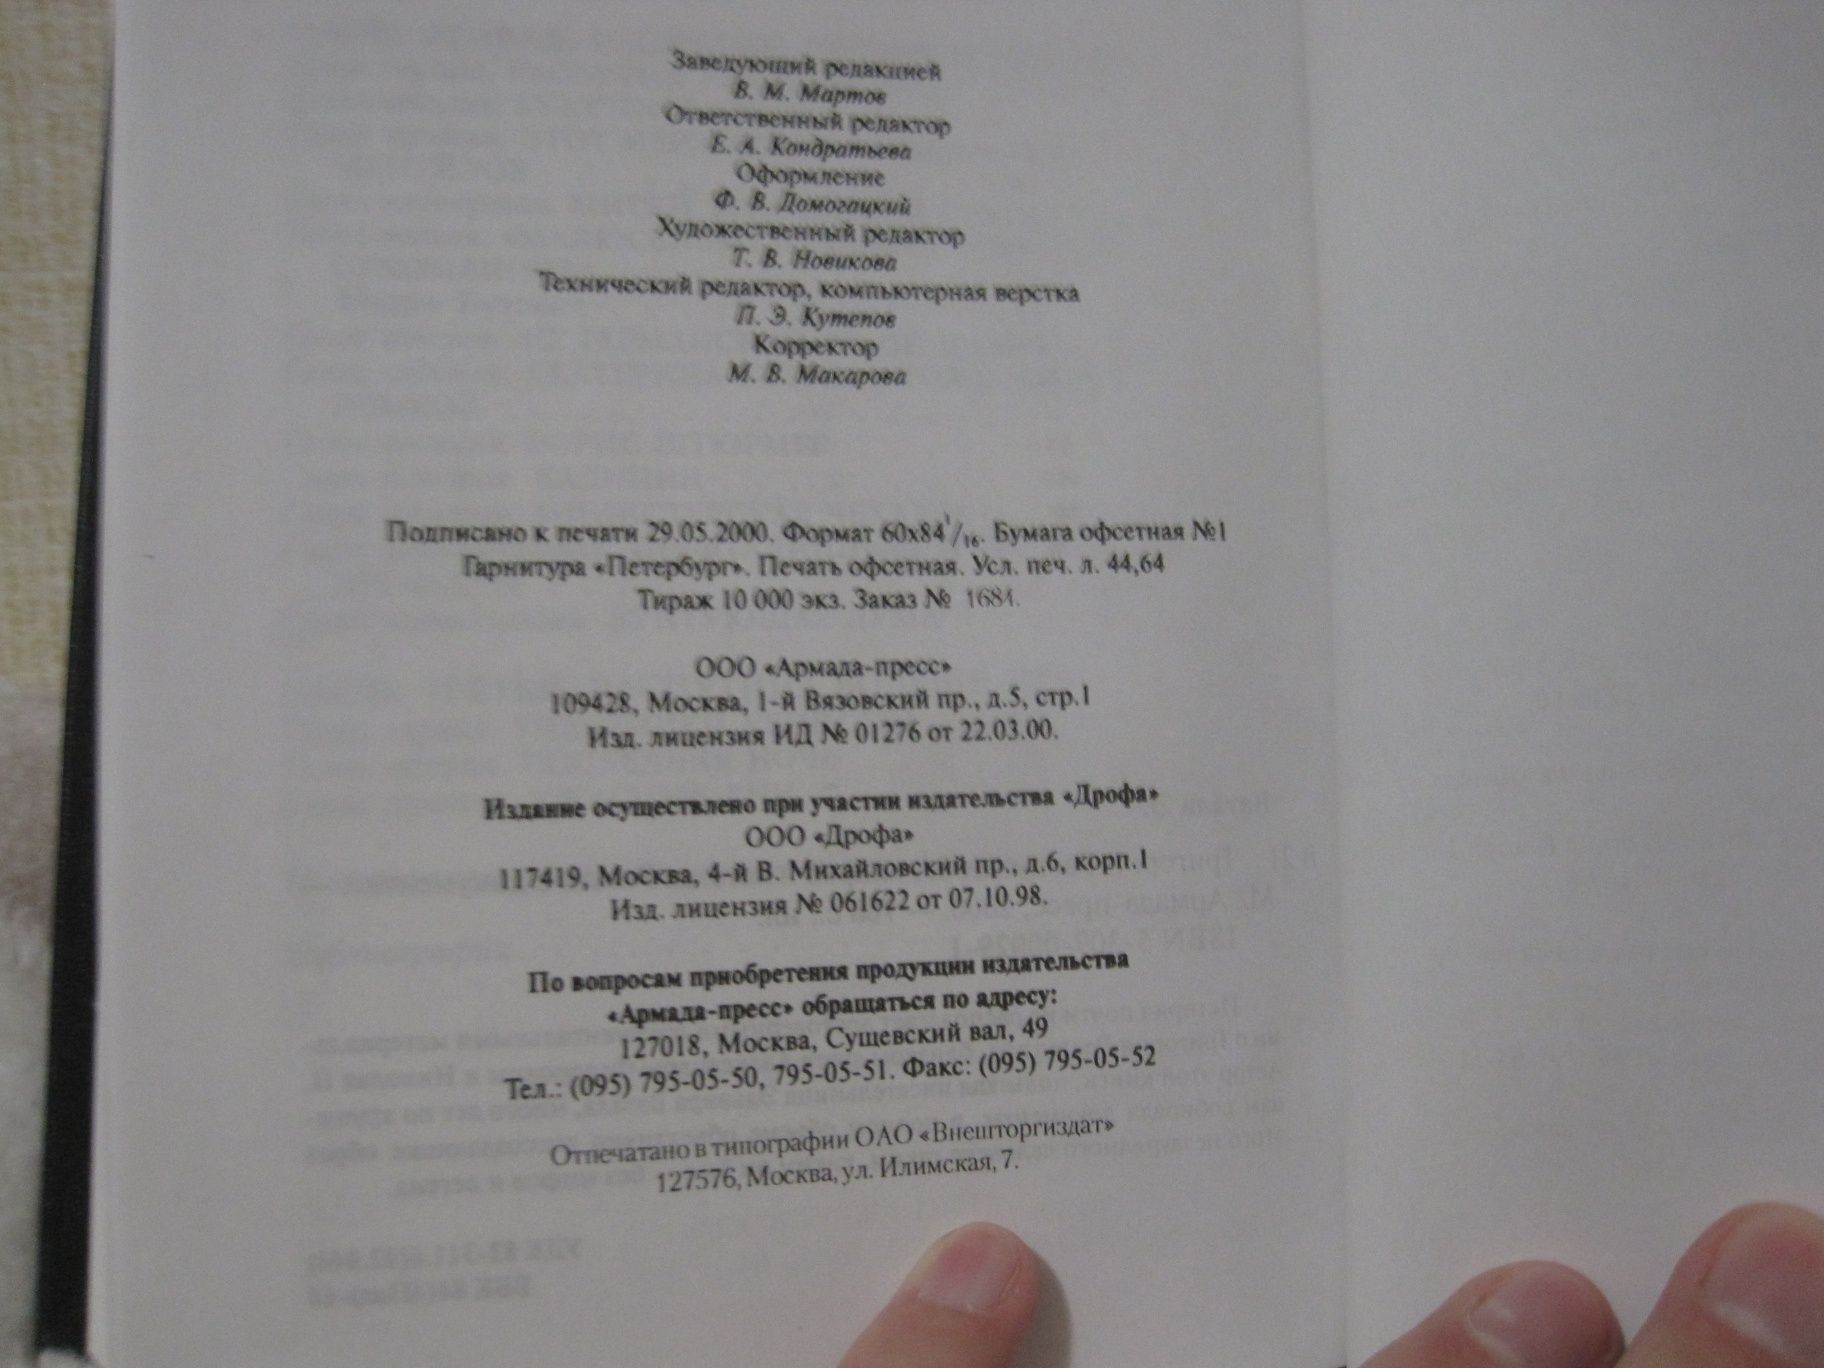 Заведующий редакцией
В. М. Мартов
Ответственный редактор
Е. А. Кондратьева
Оформление
Ф. В. Домогацкий
Художественный редактор
Т. В. Новикова
Технический редактор, компьютерная верстка
П. Э. Кутепов
Корректор
М. В. Макарова
Подписано к печати 29.05.2000. Формат 60х84 1/16. Бумага офсетная №1
Гарнитура «Петербург». Печать офсетная. Усл. печ. л. 44,64
Тираж 10 000 экз. Заказ № 1684.
ООО «Армада-пресс»
109428, Москва, 1-й Вязовский пр., д.5, стр.1
Изд. лицензия ИД № 01276 от 22.03.00.
Издание осуществлено при участии издательства «Дрофа»
ООО «Дрофа»
117419, Москва, 4-й В. Михайловский пр., д.6, корп.1
Изд. лицензия № 061622 от 07.10.98.
По вопросам приобретения продукции издательства
«Армада-пресс» обращаться по адресу:
127018, Москва, Сущевский вал, 49
Тел.: (095) 795-05-50, 795-05-51. Факс: (095) 795-05-52
Отпечатано в типографии ОАО «Внешторгиздат»
127576, Москва, ул. Илимская, 7.